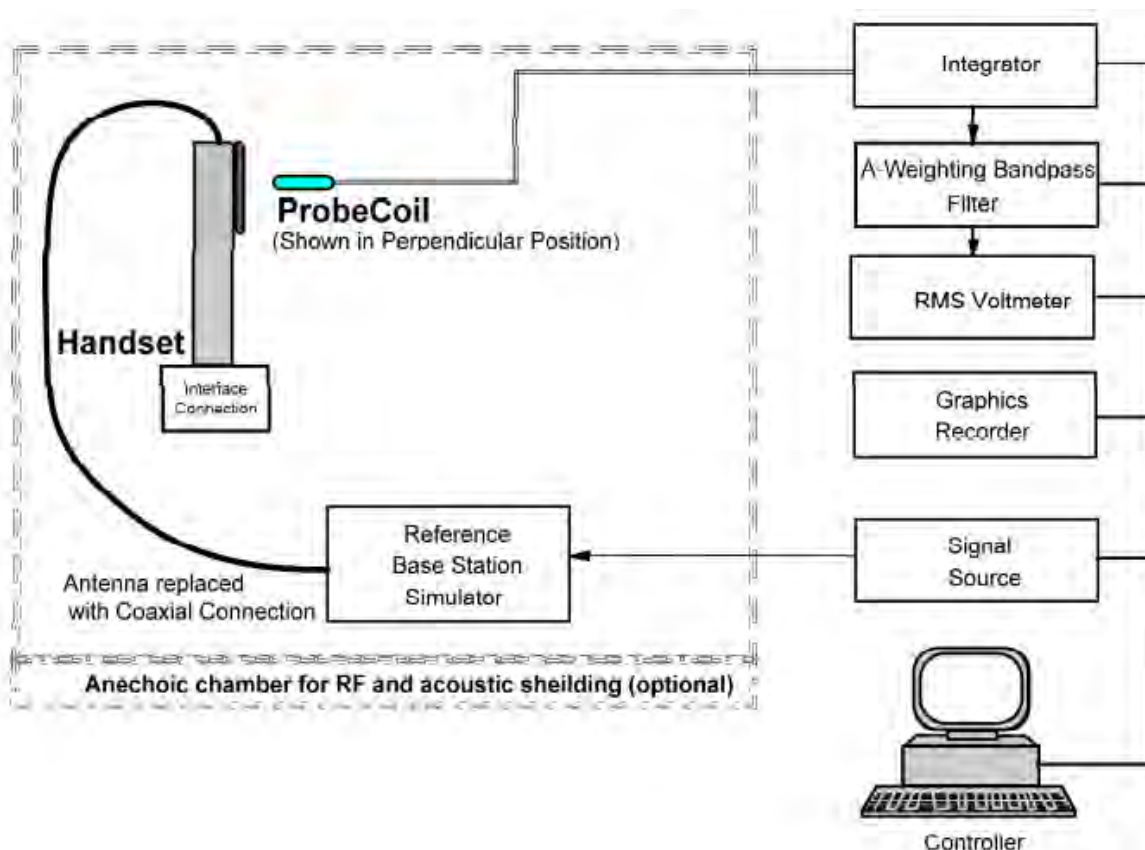 Integrator
A-Weighting Bandpass
Filter
RMS Voltmeter
Graphics
Recorder
Signal
Source
Controller
ProbeCoil
(Shown in Perpendicular Position)
Handset
Interface
Connection
Reference
Base Station
Simulator
Antenna replaced
with Coaxial Connection
Anechoic chamber for RF and acoustic sheilding (optional)